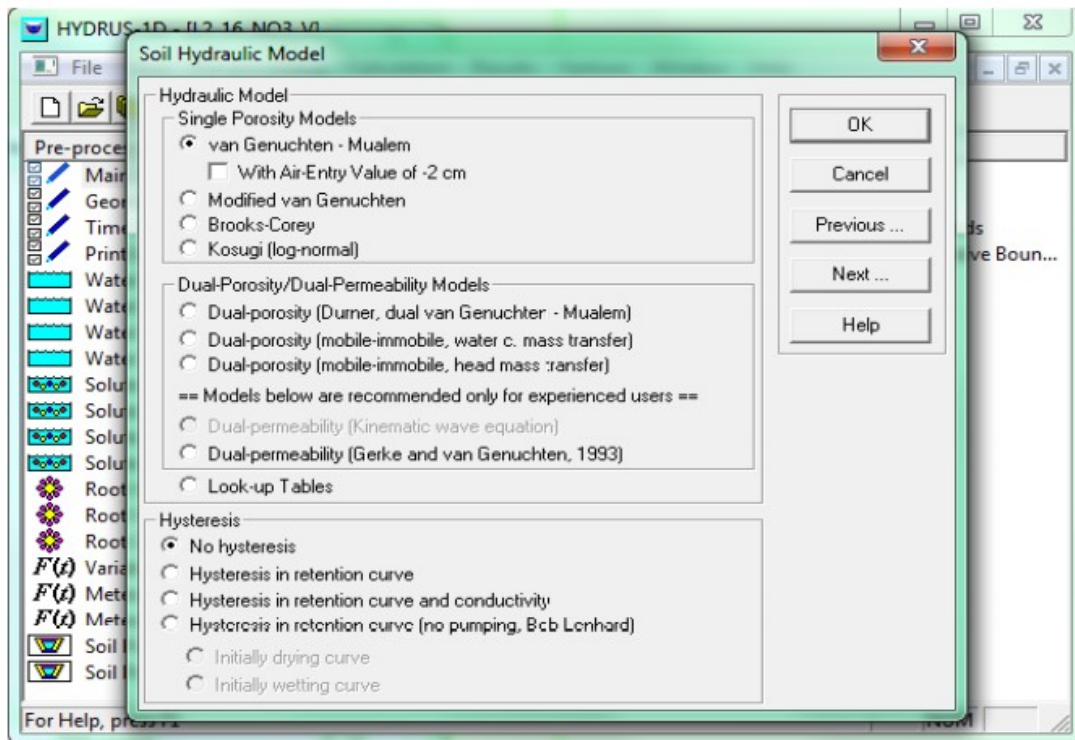 HYDRUS-1D - [L2_16_NO3_V]
Soil Hydraulic Model
File
Pre-proces
Main
Geor
Time
Print
Wate
Wate
Wate
Wate
Solut
Solut
Solut
Solut
Root
Root
Root
F(t) Varia
F(t) Mete
F(t) Mete
Soil
Soil
Hydraulic Model
Single Porosity Models
van Genuchten - Mualem
With Air-Entry Value of -2 cm
Modified van Genuchten
Brooks-Corey
Kosugi (log-normal)
Dual-Porosity/Dual-Permeability Models
Dual-porosity (Durner, dual van Genuchten - Mualem)
Dual-porosity (mobile-immobile, water c. mass transfer)
Dual-porosity (mobile-immobile, head mass transfer)
== Models below are recommended only for experienced users ==
Dual-permeability (Kinematic wave equation)
Dual-permeability (Gerke and van Genuchten, 1993)
Look-up Tables
Hysteresis
No hysteresis
Hysteresis in retention curve
Hysteresis in retention curve and conductivity
Hysteresis in retention curve (no pumping, Bob Lenhard)
Initially drying curve
Initially wetting curve
OK
Cancel
Previous ...
Next ...
Help
ds
ve Boun...
For Help, press F1
NUM